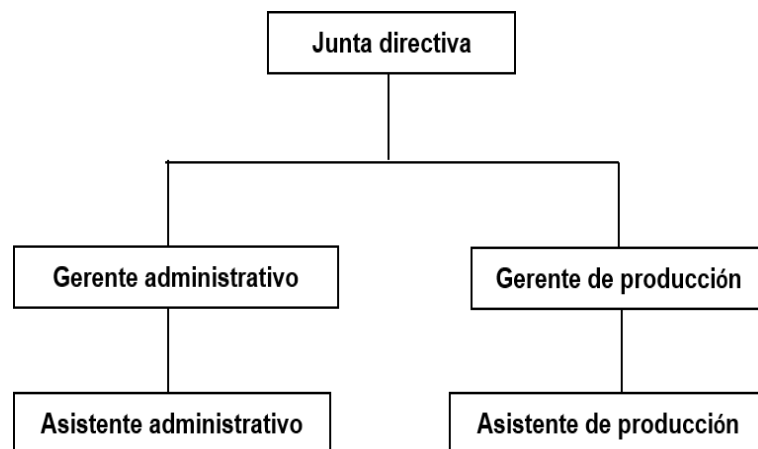 Junta directiva
Gerente administrativo
Gerente de producción
Asistente administrativo
Asistente de producción